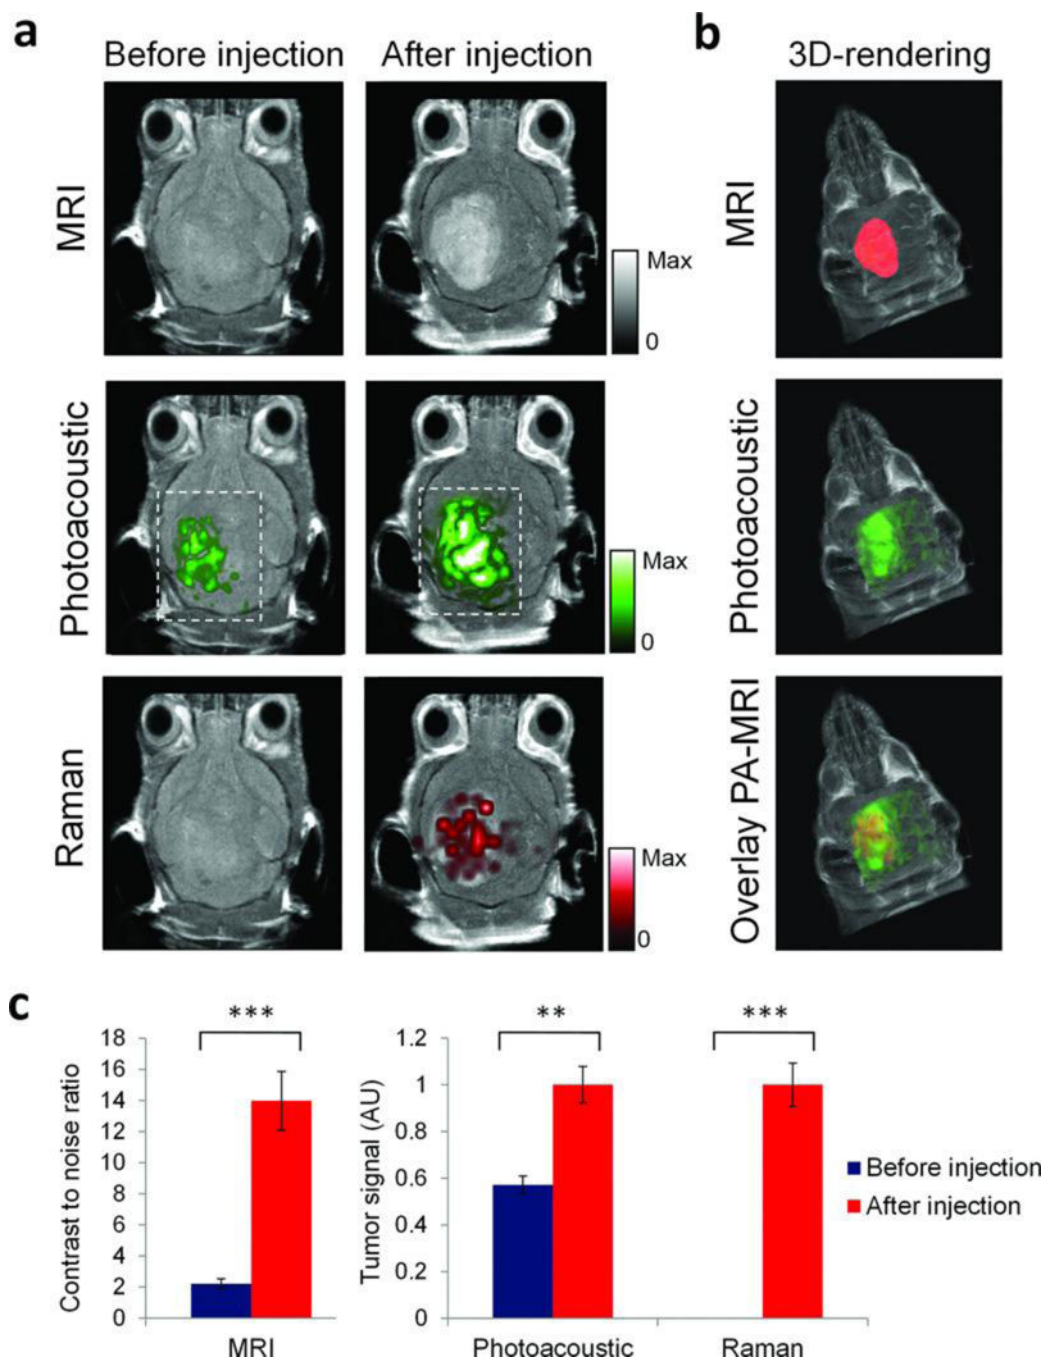 a
b
Before injection
After injection
3D-rendering
MRI
Max
0
MRI
Photoacoustic
Max
0
Photoacoustic
Raman
Max
0
Overlay PA-MRI
c
Contrast to noise ratio
18
16
14
12
10
8
6
4
2
0
***
MRI
Tumor signal (AU)
1.2
1
0.8
0.6
0.4
0.2
0
**
***
Photoacoustic
Raman
Before injection
After injection